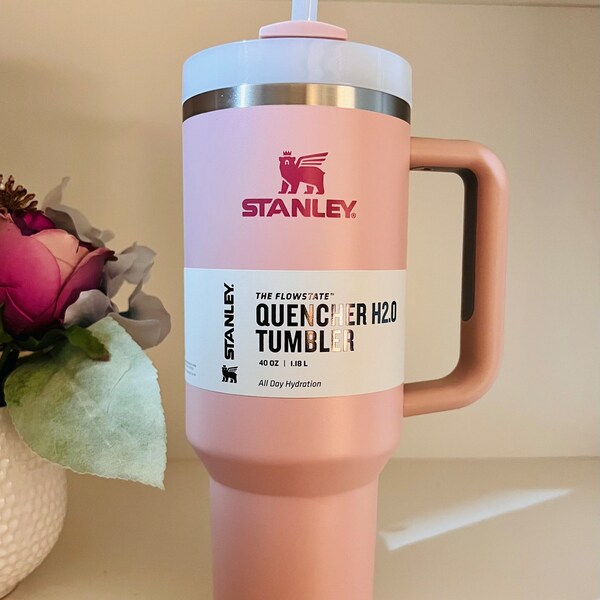 STANLEY®
STANLEY.
THE FLOWSTATE™
QUENCHER H2.0
TUMBLER
40 OZ | 1.18 L
All Day Hydration